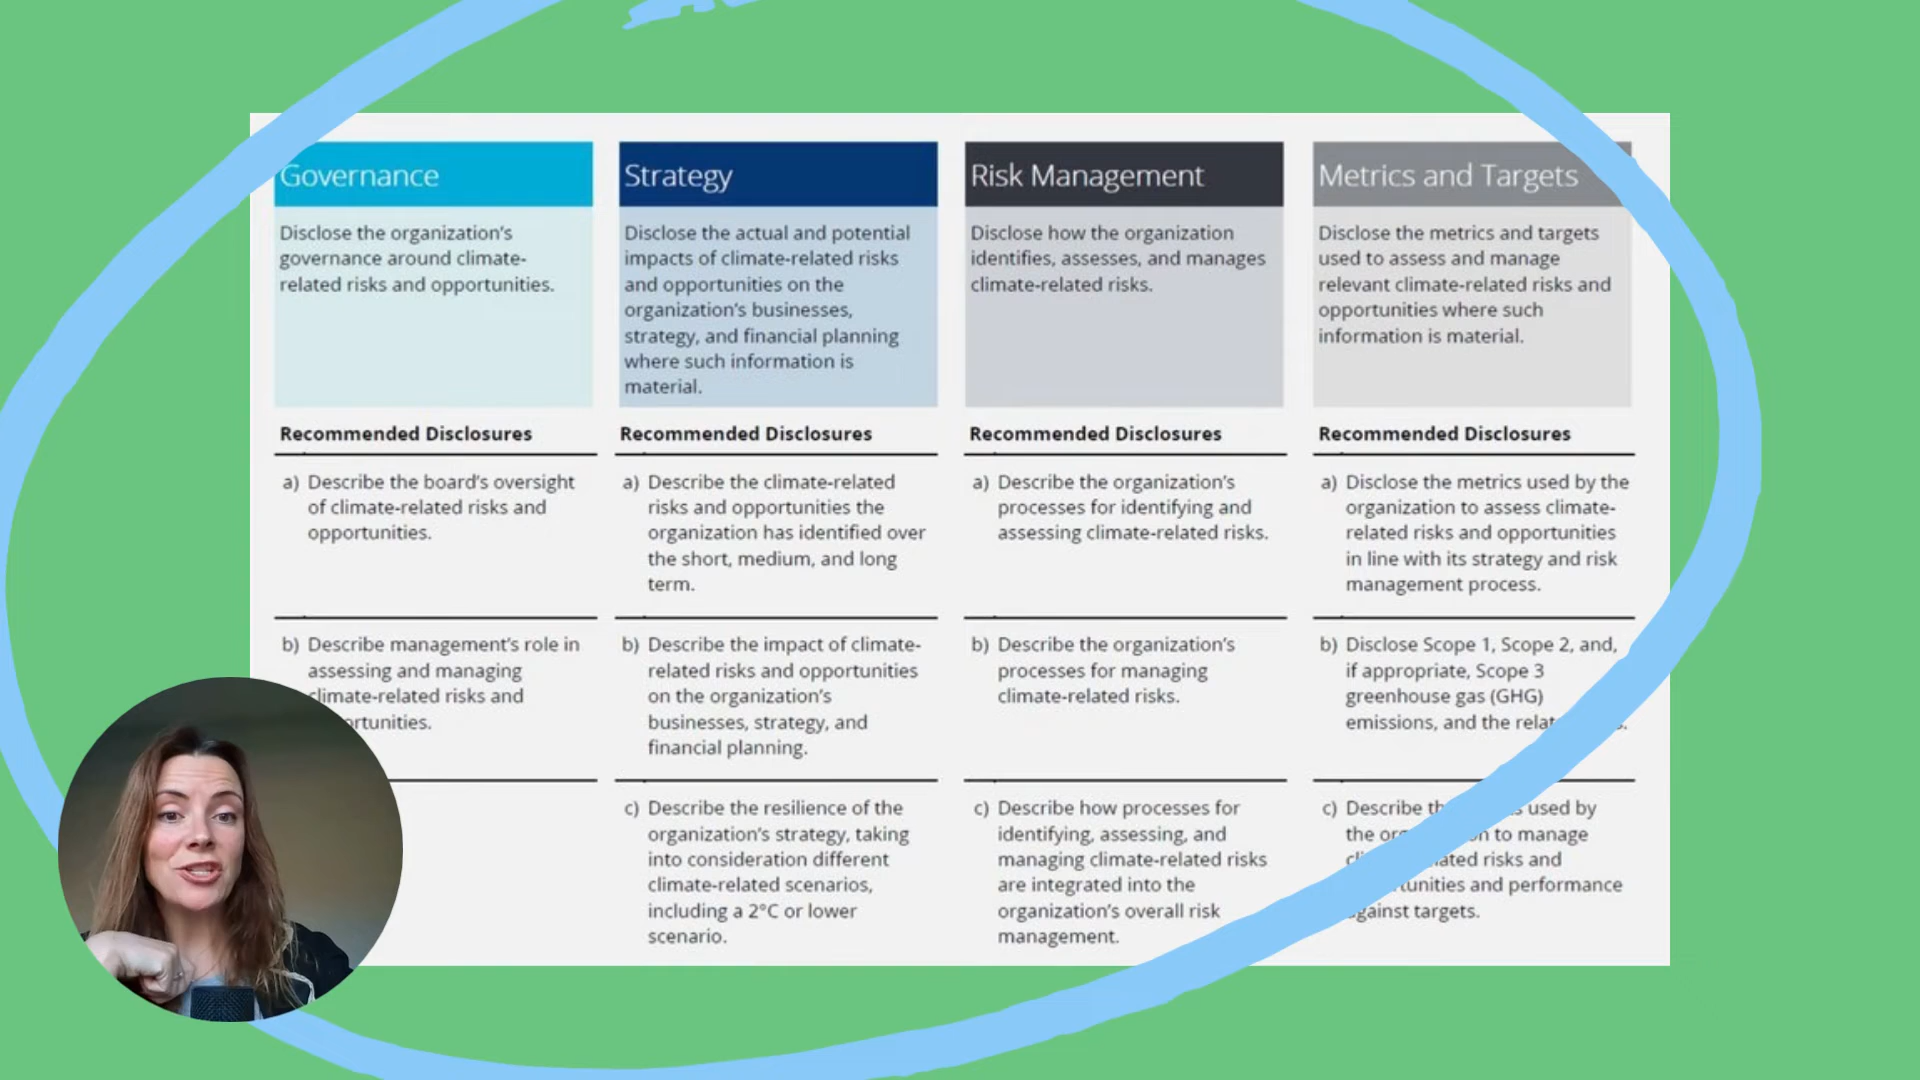 Governance
Disclose the organization's
governance around climate-
related risks and opportunities.
Recommended Disclosures
a) Describe the board's oversight
of climate-related risks and
opportunities.
b) Describe management's role in
assessing and managing
climate-related risks and
Strategy
Disclose the actual and potential
impacts of climate-related risks
and opportunities on the
organization's businesses,
strategy, and financial planning
where such information is
material.
Recommended Disclosures
a) Describe the climate-related
risks and opportunities the
organization has identified over
the short, medium, and long
term.
b) Describe the impact of climate-
related risks and opportunities
on the organization's
businesses, strategy, and
financial planning.
c) Describe the resilience of the
organization's strategy, taking
into consideration different
climate-related scenarios,
including a 2°C or lower
scenario.
Risk Management
Disclose how the organization
identifies, assesses, and manages
climate-related risks.
Recommended Disclosures
a) Describe the organization's
processes for identifying and
assessing climate-related risks.
b) Describe the organization's
processes for managing
climate-related risks.
c) Describe how processes for
identifying, assessing, and
managing climate-related risks
are integrated into the
organization's overall risk
management.
Metrics and Targets
Disclose the metrics and targets
used to assess and manage
relevant climate-related risks and
opportunities where such
information is material.
Recommended Disclosures
a) Disclose the metrics used by the
organization to assess climate-
related risks and opportunities
in line with its strategy and risk
management process.
b) Disclose Scope 1, Scope 2, and,
if appropriate, Scope 3
greenhouse gas (GHG)
emissions, and the
c) Describe used by
the to manage
risks and
and performance
against targets.